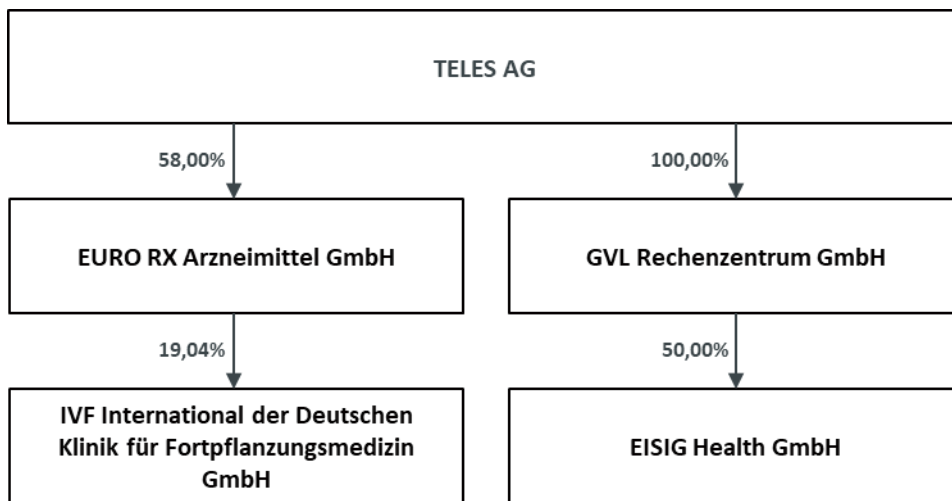 TELES AG
58,00%
100,00%
EURO RX Arzneimittel GmbH
GVL Rechenzentrum GmbH
19,04%
50,00%
IVF International der Deutschen
Klinik für Fortpflanzungsmedizin
GmbH
EISIG Health GmbH